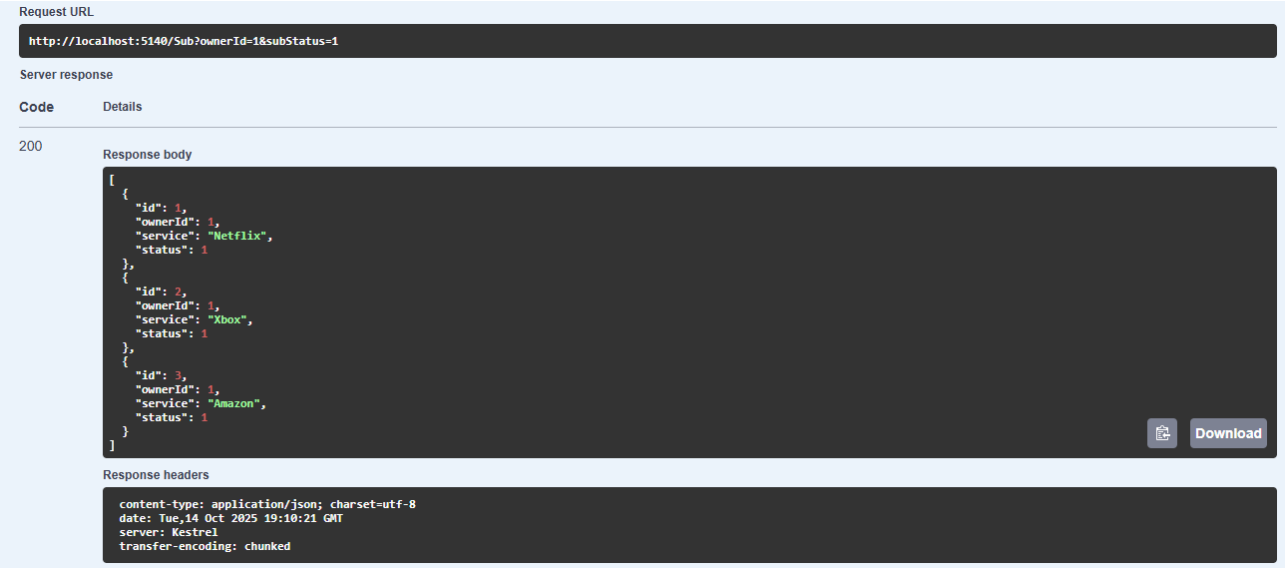 Request URL
http://localhost:5140/Sub?ownerId=1&subStatus=1
Server response
Code Details
200
Response body
[
  {
    "id": 1,
    "ownerId": 1,
    "service": "Netflix",
    "status": 1
  },
  {
    "id": 2,
    "ownerId": 1,
    "service": "Xbox",
    "status": 1
  },
  {
    "id": 3,
    "ownerId": 1,
    "service": "Amazon",
    "status": 1
  }
]
Download
Response headers
content-type: application/json; charset=utf-8
date: Tue,14 Oct 2025 19:10:21 GMT
server: Kestrel
transfer-encoding: chunked